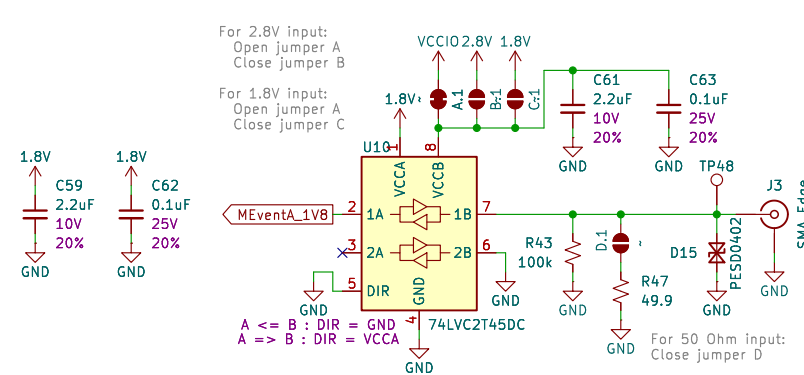 For 2.8V input:
Open jumper A
Close jumper B
For 1.8V input:
Open jumper A
Close jumper C
VCCIO
2.8V
1.8V
A.1
B.1
C.1
~
~
~
C61
2.2uF
10V
20%
GND
C63
0.1uF
25V
20%
GND
1.8V
C59
2.2uF
10V
20%
GND
1.8V
C62
0.1uF
25V
20%
GND
1.8V
U10
1
8
VCCA
VCCB
MEventA_1V8
2
1A
1B
7
3
2A
2B
6
5
DIR
GND
4
GND
GND
GND
74LVC2T45DC
A <= B : DIR = GND
A => B : DIR = VCCA
R43
100k
GND
D.1
~
R47
49.9
GND
TP48
D15
PESD0402
GND
J3
SMA Edge
GND
For 50 Ohm input:
Close jumper D